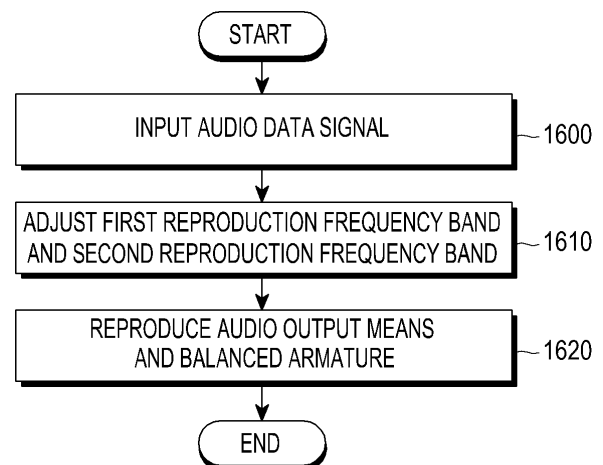 START
INPUT AUDIO DATA SIGNAL
1600
ADJUST FIRST REPRODUCTION FREQUENCY BAND
AND SECOND REPRODUCTION FREQUENCY BAND
1610
REPRODUCE AUDIO OUTPUT MEANS
AND BALANCED ARMATURE
1620
END